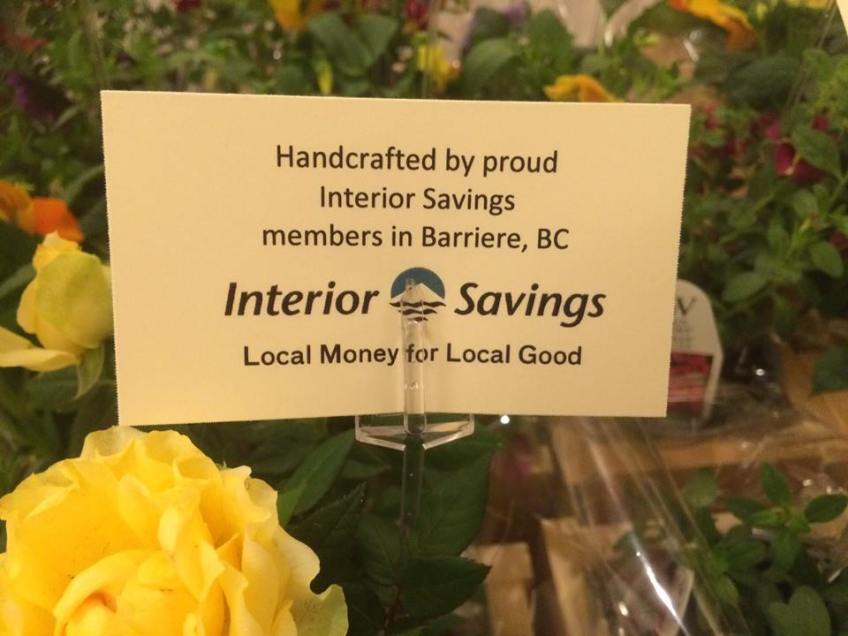 Handcrafted by proud
Interior Savings
members in Barriere, BC
Interior Savings
Local Money for Local Good